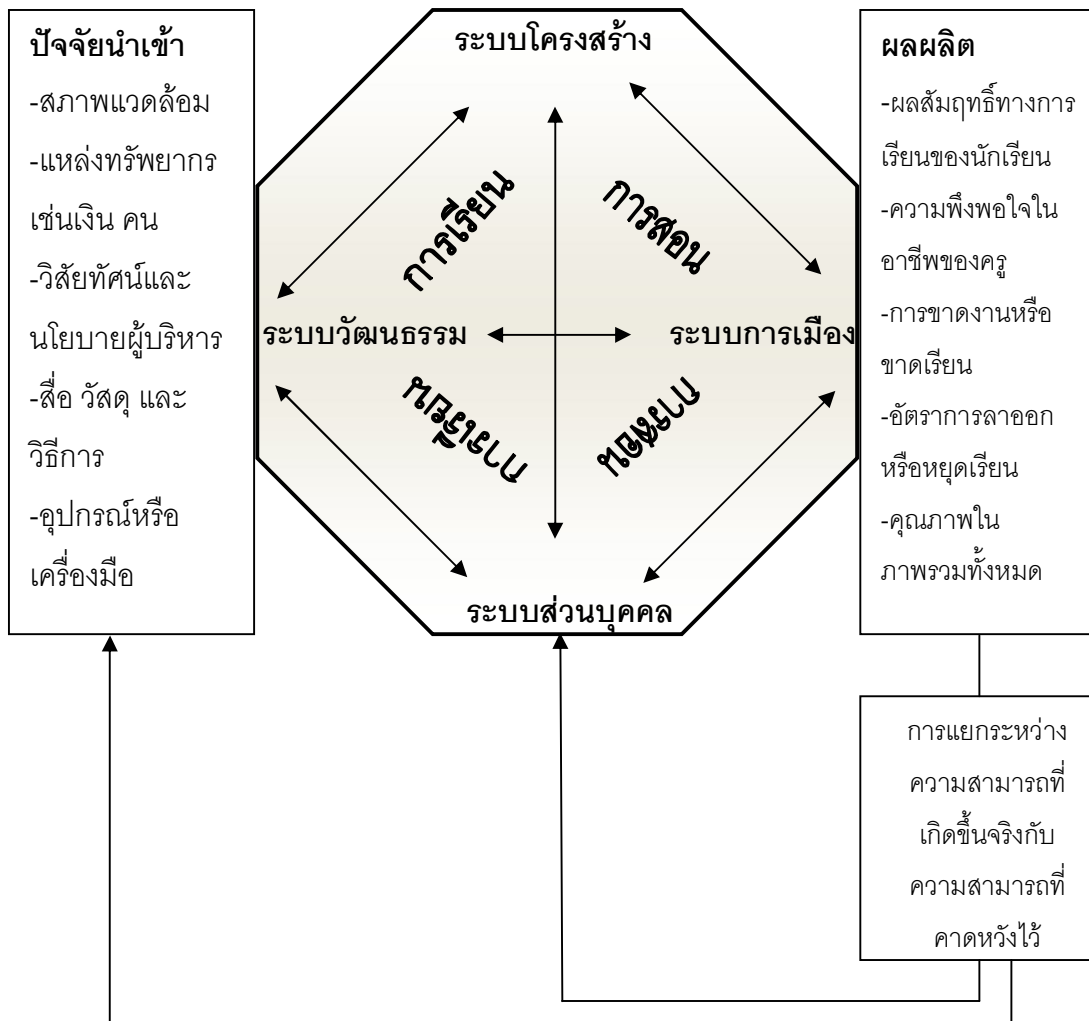 ปัจจัยนำเข้า
-สภาพแวดล้อม
-แหล่งทรัพยากร
เช่นเงิน คน
-วิสัยทัศน์และ
นโยบายผู้บริหาร
-สื่อ วัสดุ และ
วิธีการ
-อุปกรณ์หรือ
เครื่องมือ
ระบบโครงสร้าง
การเรียน
การสอน
ระบบวัฒนธรรม
ระบบการเมือง
การเรียน
การสอน
ระบบส่วนบุคคล
ผลผลิต
-ผลสัมฤทธิ์ทางการ
เรียนของนักเรียน
-ความพึงพอใจใน
อาชีพของครู
-การขาดงานหรือ
ขาดเรียน
-อัตราการลาออก
หรือหยุดเรียน
-คุณภาพใน
ภาพรวมทั้งหมด
การแยกระหว่าง
ความสามารถที่
เกิดขึ้นจริงกับ
ความสามารถที่
คาดหวังไว้